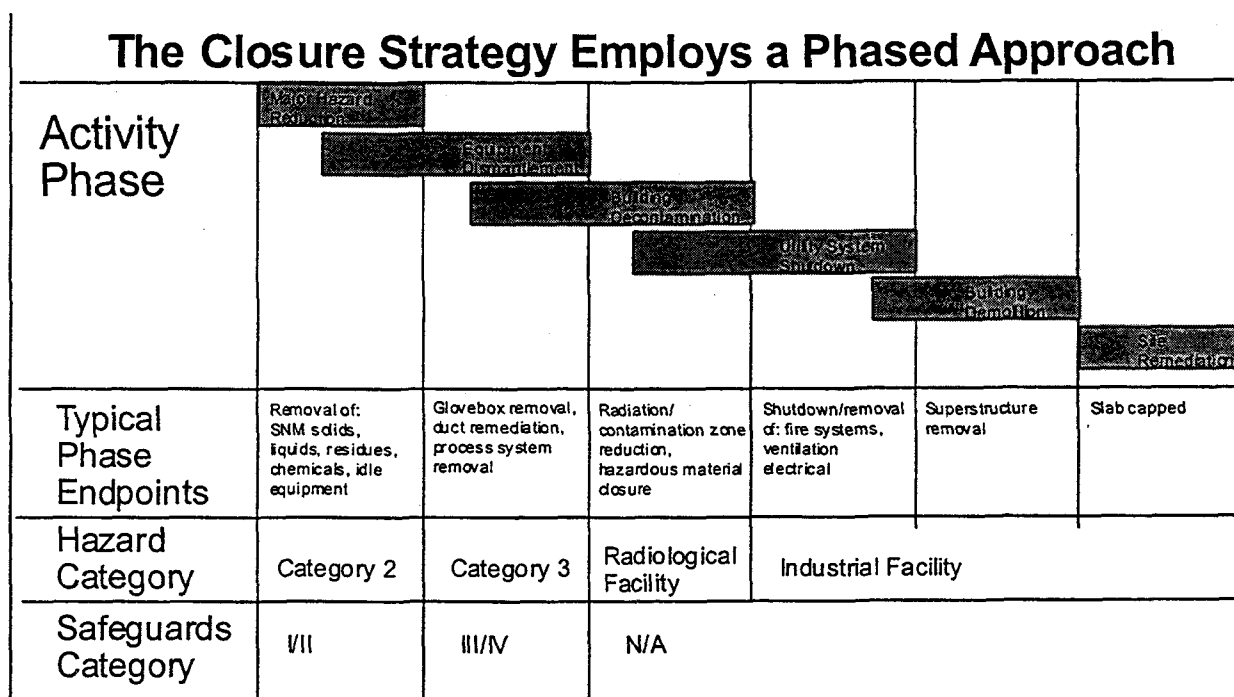 The Closure Strategy Employs a Phased Approach
Activity
Phase
Major Hazard
Reduction
Equipment
Dismantlement
Building
Decontamination
Utility System
Shutdown
Building
Demolition
Site
Remediation
Typical
Phase
Endpoints
Removal of:
SNM solids,
liquids, residues,
chemicals, idle
equipment
Glovebox removal,
duct remediation,
process system
removal
Radiation/
contamination zone
reduction,
hazardous material
closure
Shutdown/removal
of: fire systems,
ventilation
electrical
Superstructure
removal
Slab capped
Hazard
Category
Category 2
Category 3
Radiological
Facility
Industrial Facility
Safeguards
Category
I/II
III/IV
N/A